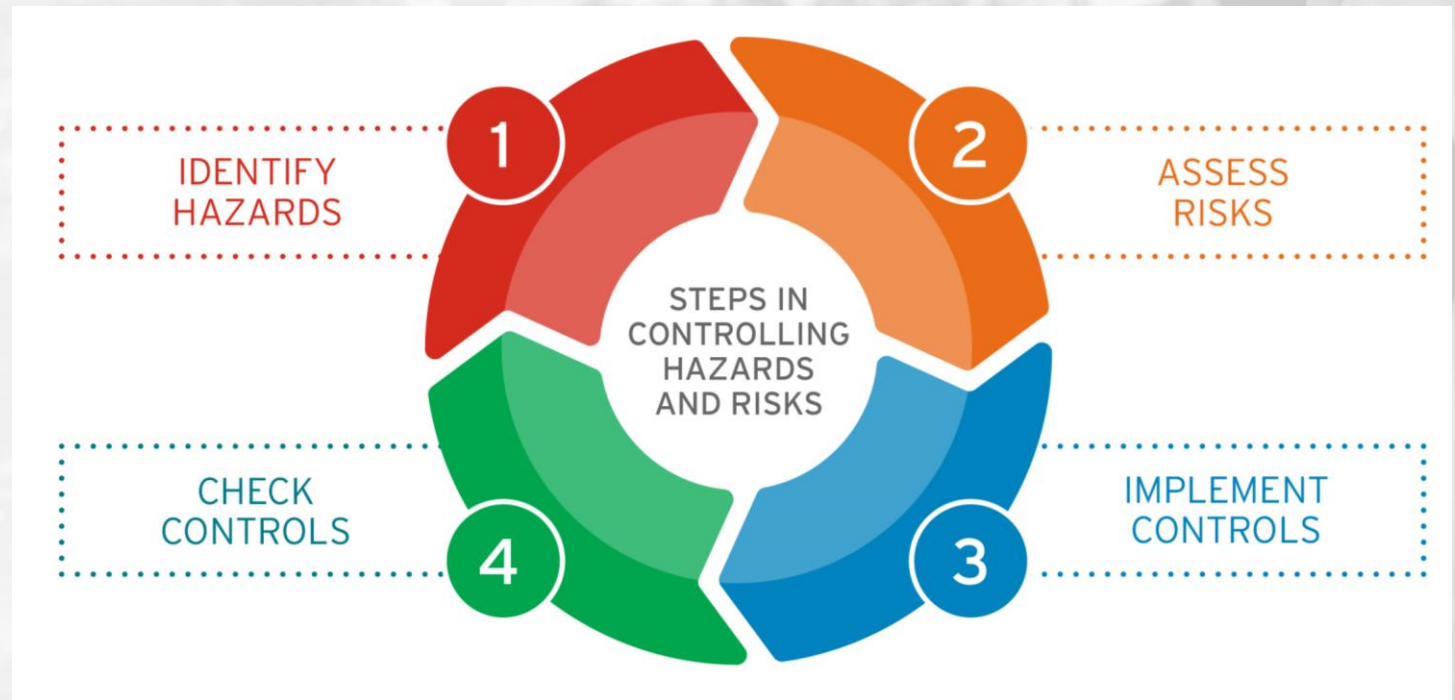 1
IDENTIFY
HAZARDS
2
ASSESS
RISKS
STEPS IN
CONTROLLING
HAZARDS
AND RISKS
3
IMPLEMENT
CONTROLS
4
CHECK
CONTROLS